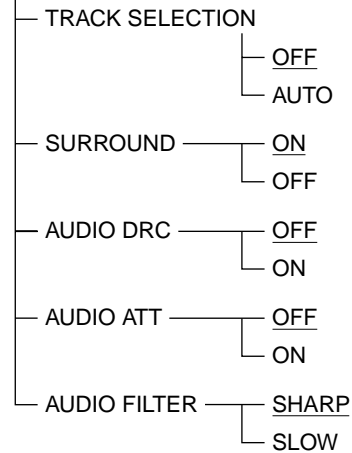 TRACK SELECTION
OFF
AUTO
SURROUND
ON
OFF
AUDIO DRC
OFF
ON
AUDIO ATT
OFF
ON
AUDIO FILTER
SHARP
SLOW